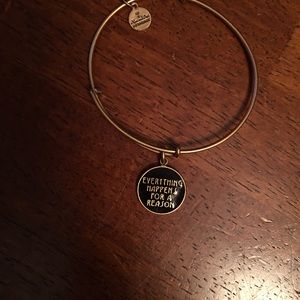 EVERYTHING
HAPPENS
FOR A
REASON